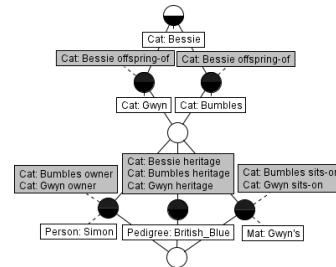 Cat: Bessie
Cat: Bessie offspring-of
Cat: Bessie offspring-of
Cat: Gwyn
Cat: Bumbles
Cat: Bumbles owner
Cat: Gwyn owner
Cat: Bessie heritage
Cat: Bumbles heritage
Cat: Gwyn heritage
Cat: Bumbles sits-on
Cat: Gwyn sits-on
Person: Simon
Pedigree: British_Blue
Mat: Gwyn's